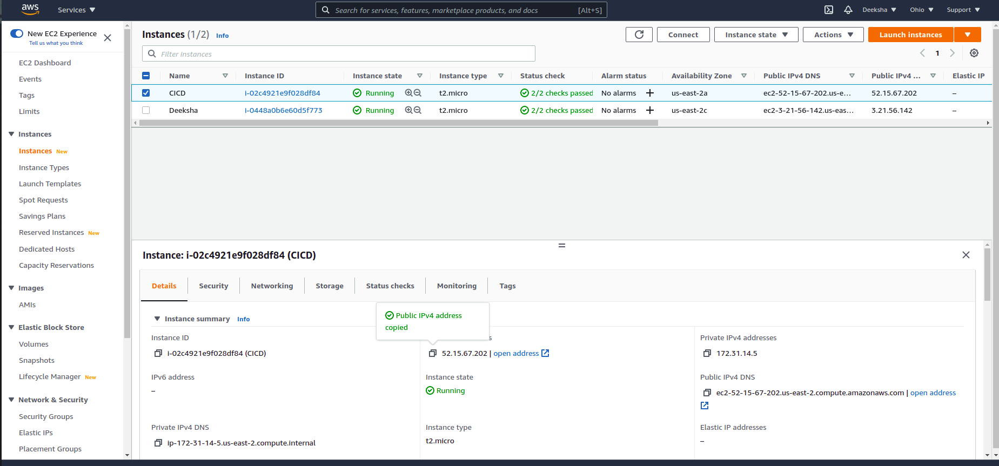 aws
Services
Search for services, features, marketplace products, and docs
[Alt+S]
Deeksha
Ohio
Support
New EC2 Experience
Tell us what you think
EC2 Dashboard
Events
Tags
Limits
Instances
Instances New
Instance Types
Launch Templates
Spot Requests
Savings Plans
Reserved Instances New
Dedicated Hosts
Capacity Reservations
Images
AMIs
Elastic Block Store
Volumes
Snapshots
Lifecycle Manager New
Network & Security
Security Groups
Elastic IPs
Placement Groups
Instances (1/2) Info
Connect
Instance state
Actions
Launch instances
Filter instances
1
Name Instance ID Instance state Instance type Status check Alarm status Availability Zone Public IPv4 DNS Public IPv4 ... Elastic IP
CICD i-02c4921e9f028df84 Running t2.micro 2/2 checks passed No alarms us-east-2a ec2-52-15-67-202.us-e... 52.15.67.202 –
Deeksha i-0448a0b6e60d5f773 Running t2.micro 2/2 checks passed No alarms us-east-2c ec2-3-21-56-142.us-eas... 3.21.56.142 –
Instance: i-02c4921e9f028df84 (CICD)
Details Security Networking Storage Status checks Monitoring Tags
Public IPv4 address
copied
Instance summary Info
Instance ID
i-02c4921e9f028df84 (CICD)
52.15.67.202 | open address
Private IPv4 addresses
172.31.14.5
IPv6 address
–
Instance state
Running
Public IPv4 DNS
ec2-52-15-67-202.us-east-2.compute.amazonaws.com | open address
Private IPv4 DNS
ip-172-31-14-5.us-east-2.compute.internal
Instance type
t2.micro
Elastic IP addresses
–